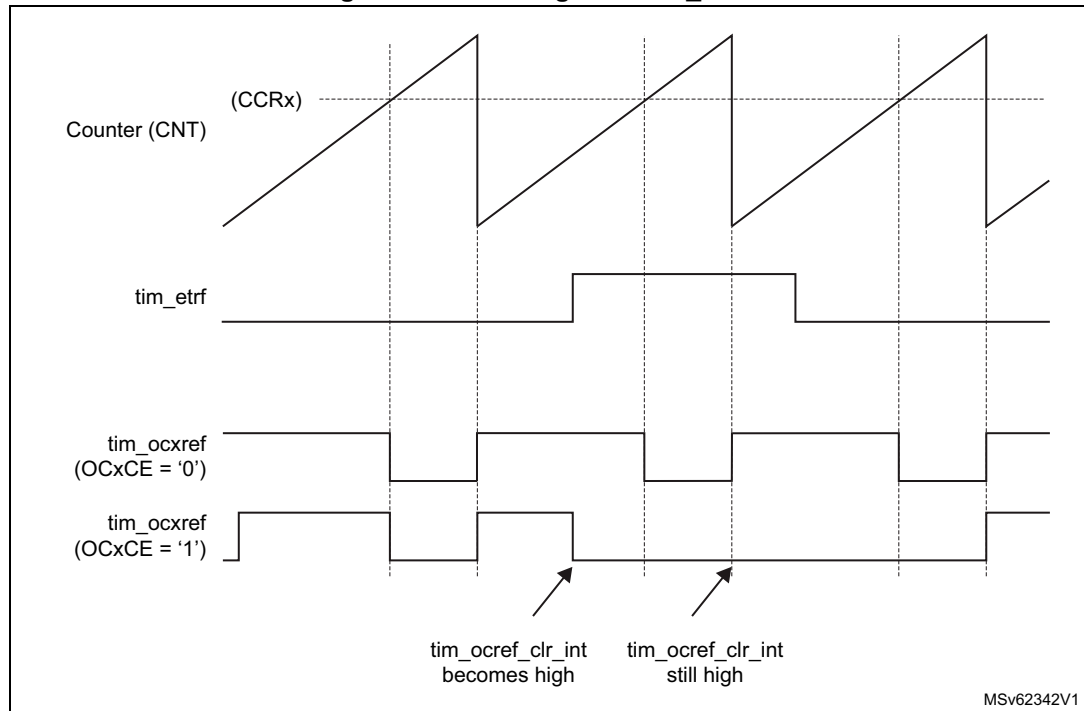 (CCRx)
Counter (CNT)
tim_etrf
tim_ocxref
(OCxCE = ‘0’)
tim_ocxref
(OCxCE = ‘1’)
tim_ocref_clr_int
becomes high
tim_ocref_clr_int
still high
MSv62342V1